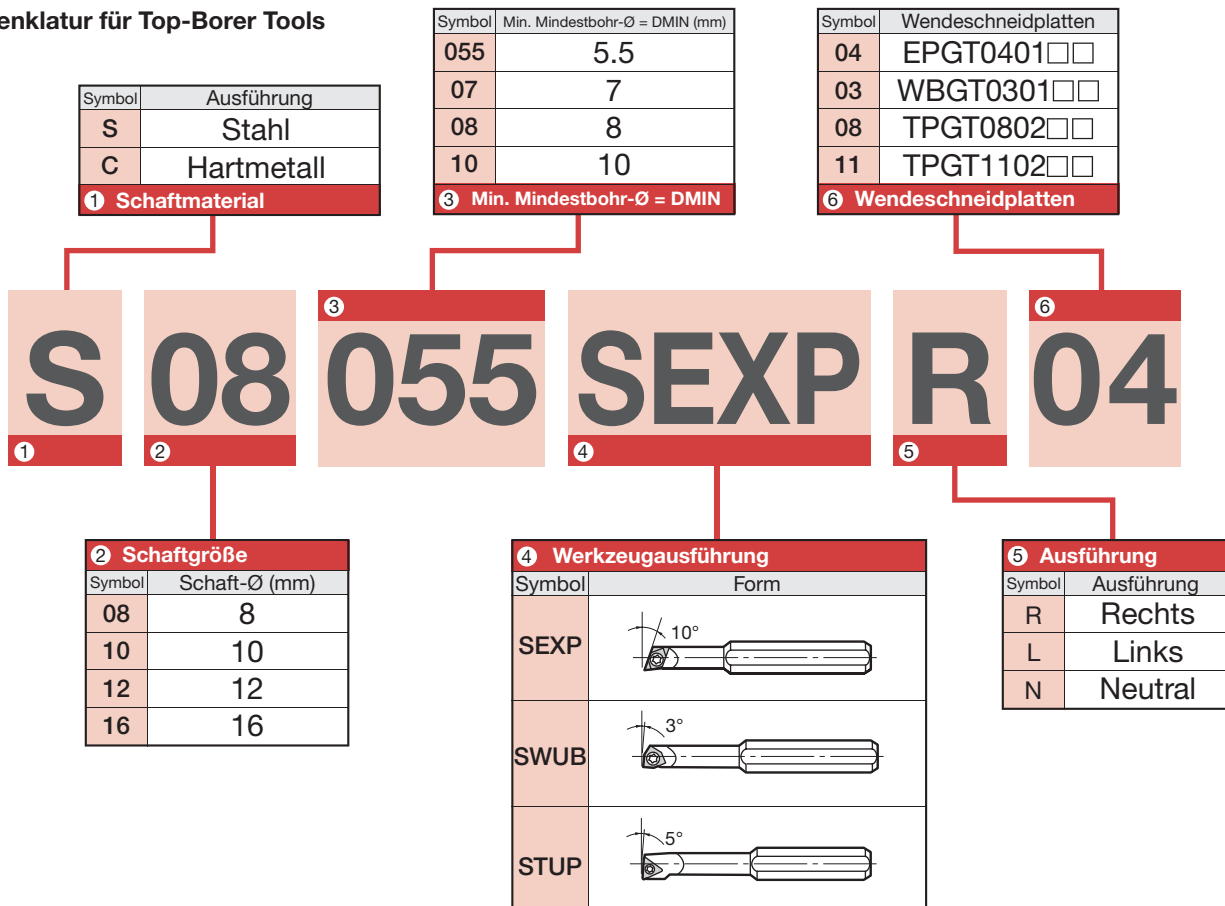 enklatur für Top-Borer Tools
Symbol Ausführung
S Stahl
C Hartmetall
① Schaftmaterial
Symbol Min. Mindestbohr-Ø = DMIN (mm)
055 5.5
07 7
08 8
10 10
③ Min. Mindestbohr-Ø = DMIN
Symbol Wendeschneidplatten
04 EPGT0401□□
03 WBGT0301□□
08 TPGT0802□□
11 TPGT1102□□
⑥ Wendeschneidplatten
③ ⑥
S 08 055 SEXP R 04
① ② ④ ⑤
② Schaftgröße
Symbol Schaft-Ø (mm)
08 8
10 10
12 12
16 16
④ Werkzeugausführung
Symbol Form
SEXP 10°
SWUB 3°
STUP 5°
⑤ Ausführung
Symbol Ausführung
R Rechts
L Links
N Neutral